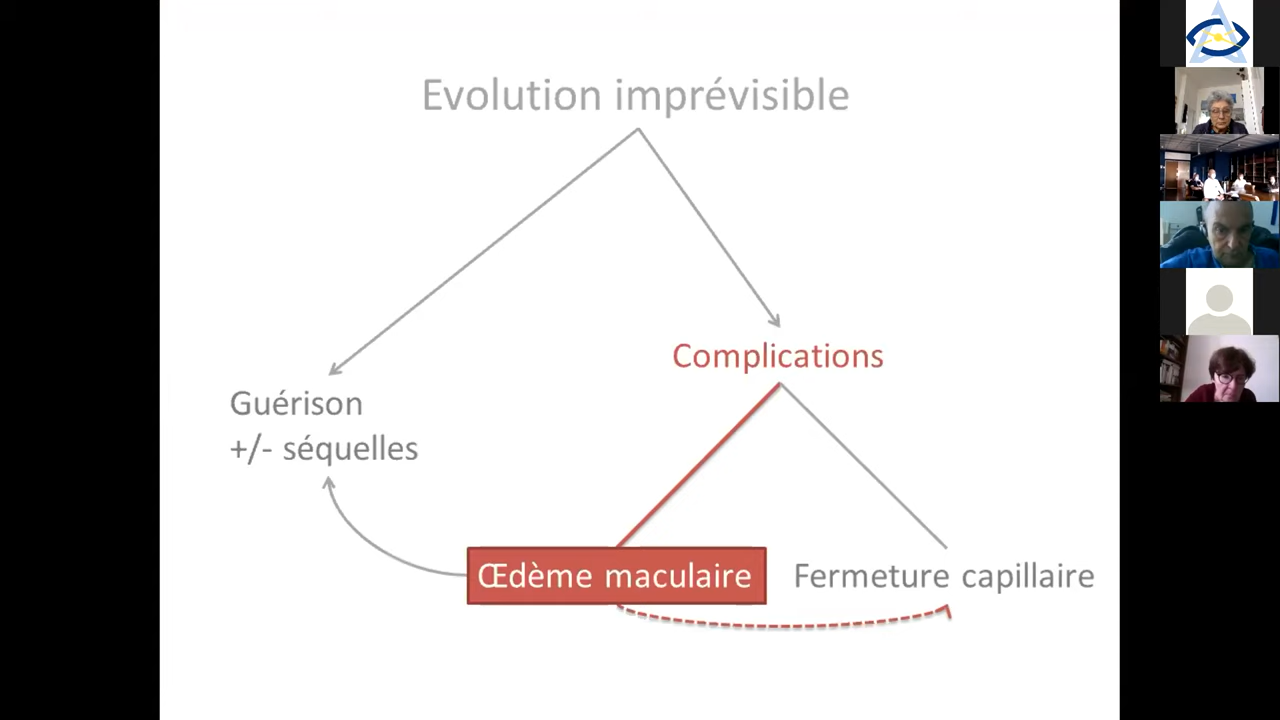 Evolution imprévisible
Complications
Guérison
+/- séquelles
Œdème maculaire
Fermeture capillaire